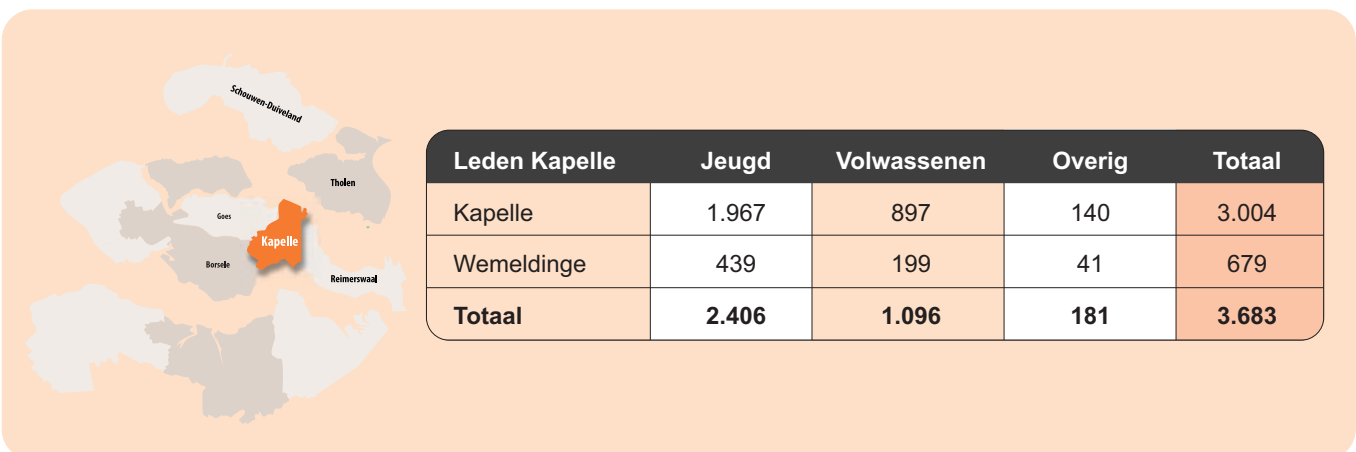 Schouwen-Duiveland
Tholen
Goes
Kapelle
Borsele
Reimerswaal
Leden Kapelle Jeugd Volwassenen Overig Totaal
Kapelle 1.967 897 140 3.004
Wemeldinge 439 199 41 679
Totaal 2.406 1.096 181 3.683